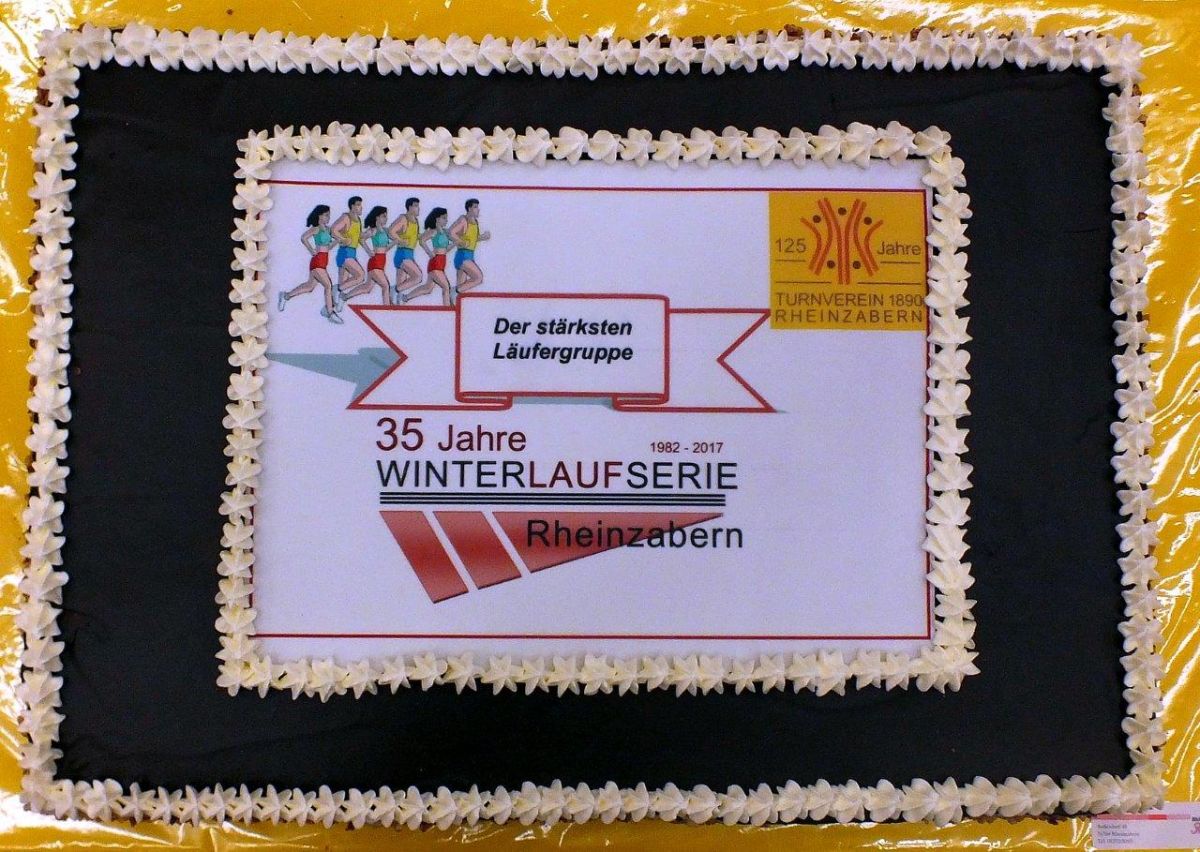 125 Jahre
TURNVEREIN 1890
RHEINZABERN
Der stärksten
Läufergruppe
35 Jahre
1982 - 2017
WINTERLAUFSERIE
Rheinzabern